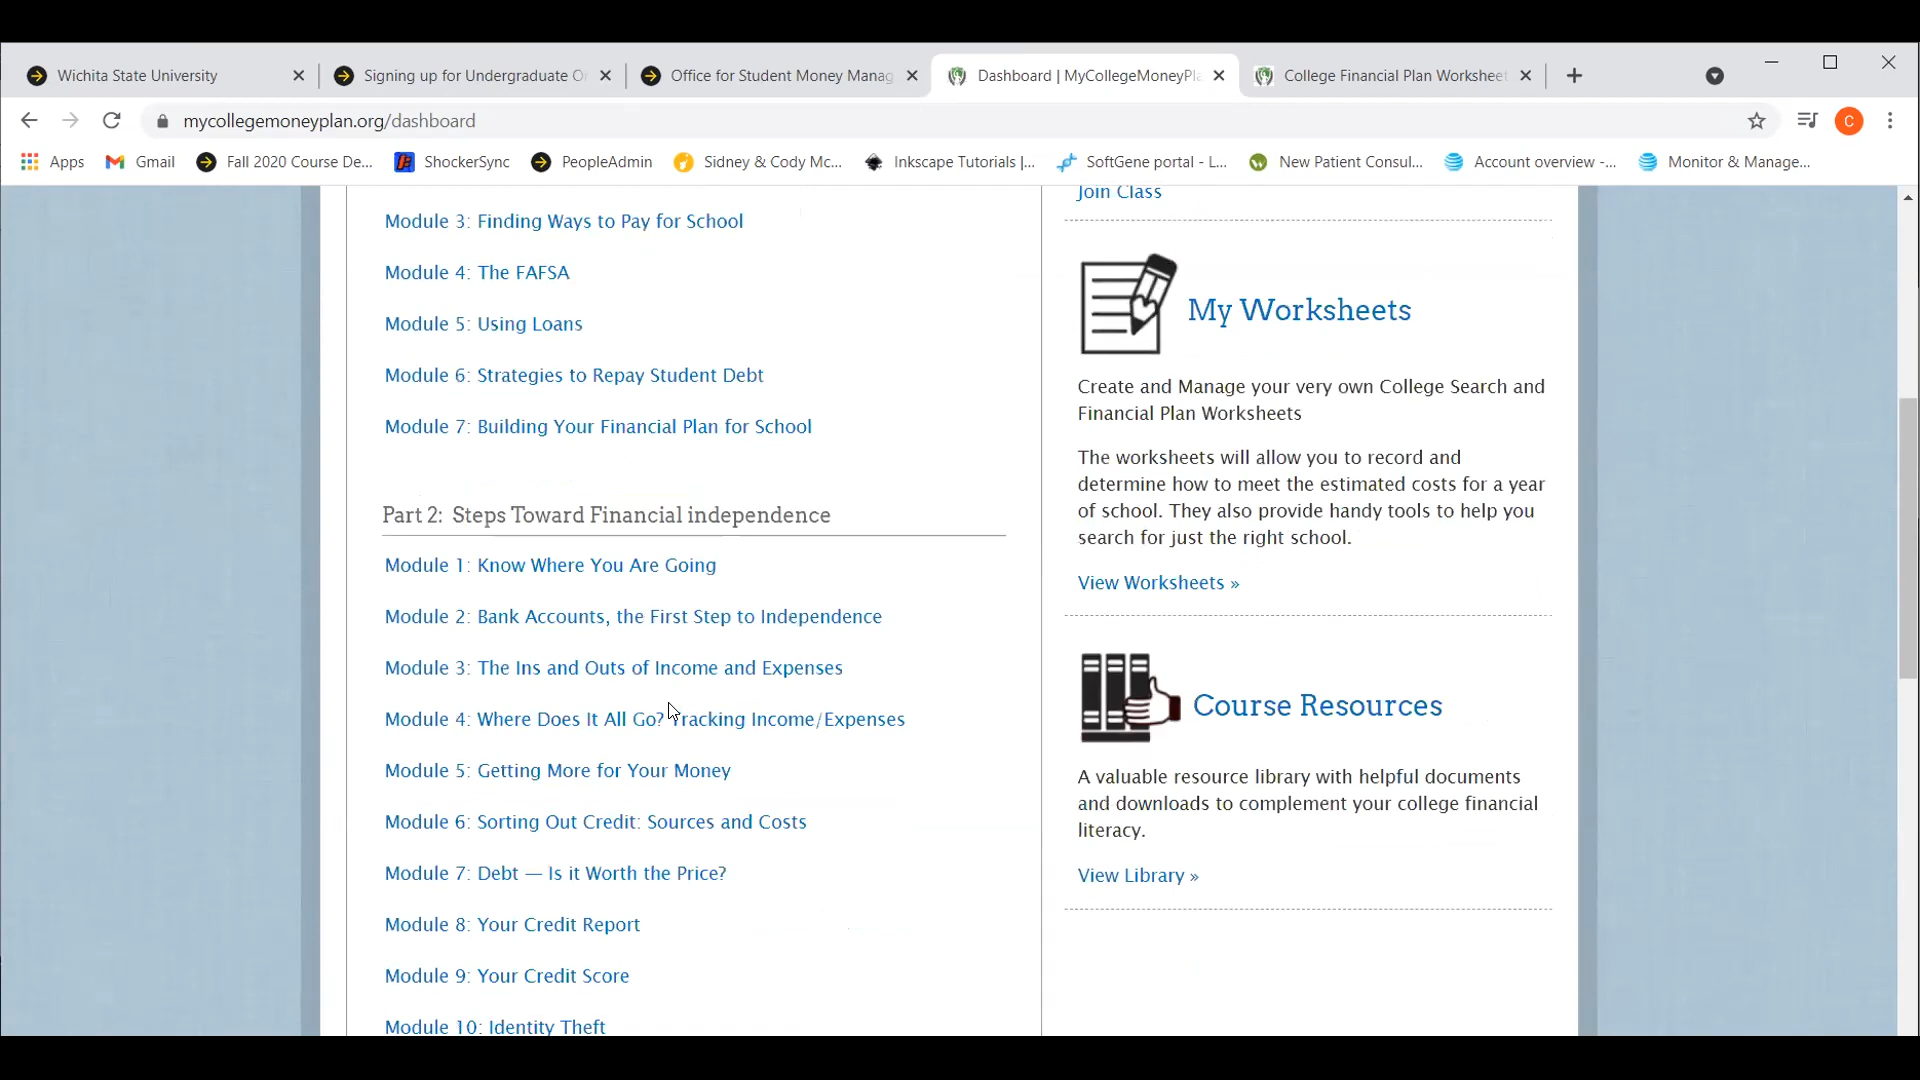 Wichita State University
Signing up for Undergraduate O
Office for Student Money Manag
Dashboard | MyCollegeMoneyPla
College Financial Plan Worksheet
mycollegemoneyplan.org/dashboard
C
Apps
Gmail
Fall 2020 Course De...
ShockerSync
PeopleAdmin
Sidney & Cody Mc...
Inkscape Tutorials |...
SoftGene portal - L...
New Patient Consul...
Account overview -...
Monitor & Manage...
Module 3: Finding Ways to Pay for School
Module 4: The FAFSA
Module 5: Using Loans
Module 6: Strategies to Repay Student Debt
Module 7: Building Your Financial Plan for School
Part 2: Steps Toward Financial independence
Module 1: Know Where You Are Going
Module 2: Bank Accounts, the First Step to Independence
Module 3: The Ins and Outs of Income and Expenses
Module 4: Where Does It All Go? Tracking Income/Expenses
Module 5: Getting More for Your Money
Module 6: Sorting Out Credit: Sources and Costs
Module 7: Debt — Is it Worth the Price?
Module 8: Your Credit Report
Module 9: Your Credit Score
Module 10: Identity Theft
Join Class
My Worksheets
Create and Manage your very own College Search and
Financial Plan Worksheets
The worksheets will allow you to record and
determine how to meet the estimated costs for a year
of school. They also provide handy tools to help you
search for just the right school.
View Worksheets »
Course Resources
A valuable resource library with helpful documents
and downloads to complement your college financial
literacy.
View Library »